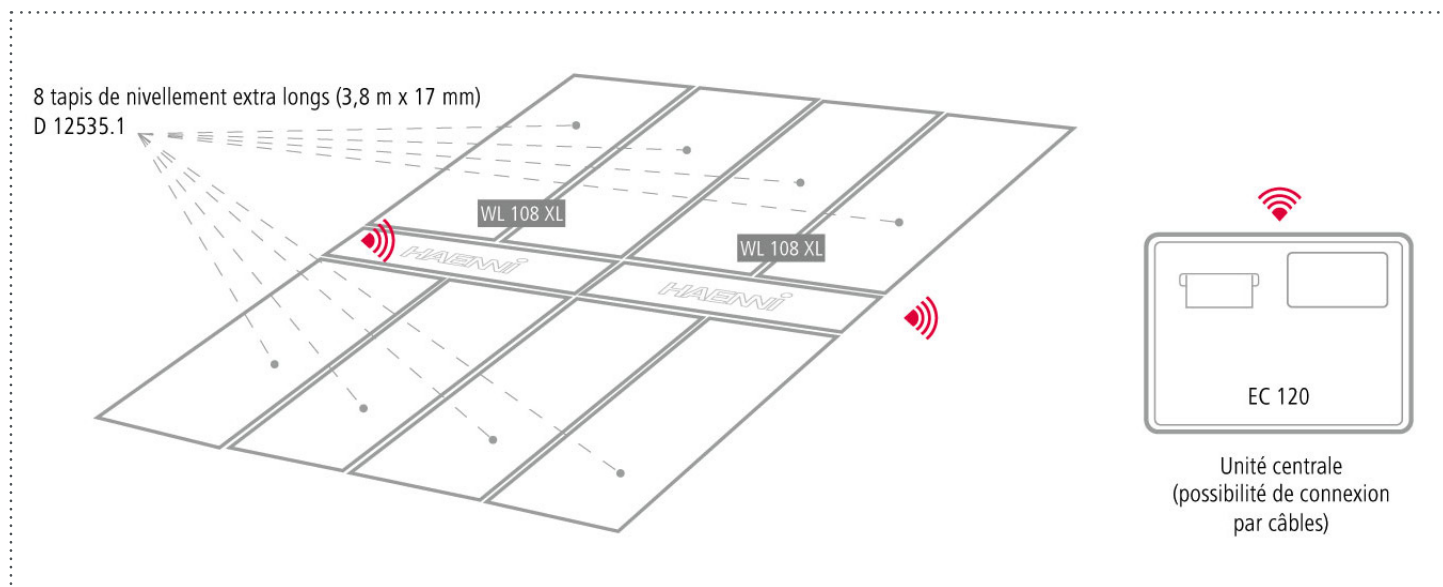 8 tapis de nivellement extra longs (3,8 m x 17 mm)
D 12535.1
WL 108 XL
WL 108 XL
HAENNI
HAENNI
EC 120
Unité centrale
(possibilité de connexion
par câbles)